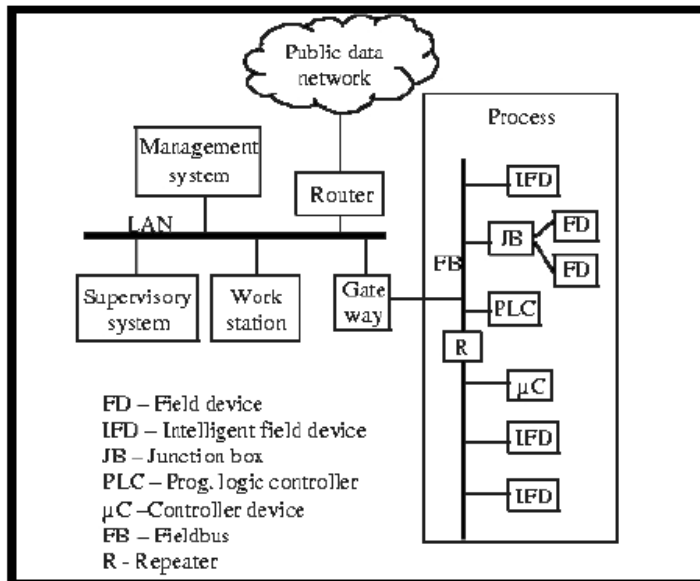 Public data
network
Process
Management
system
Router
IFD
LAN
JB
FD
FD
FB
Supervisory
system
Work
station
Gate
way
PLC
R
µC
IFD
IFD
FD – Field device
IFD – Intelligent field device
JB – Junction box
PLC – Prog. logic controller
µC –Controller device
FB – Fieldbus
R - Repeater